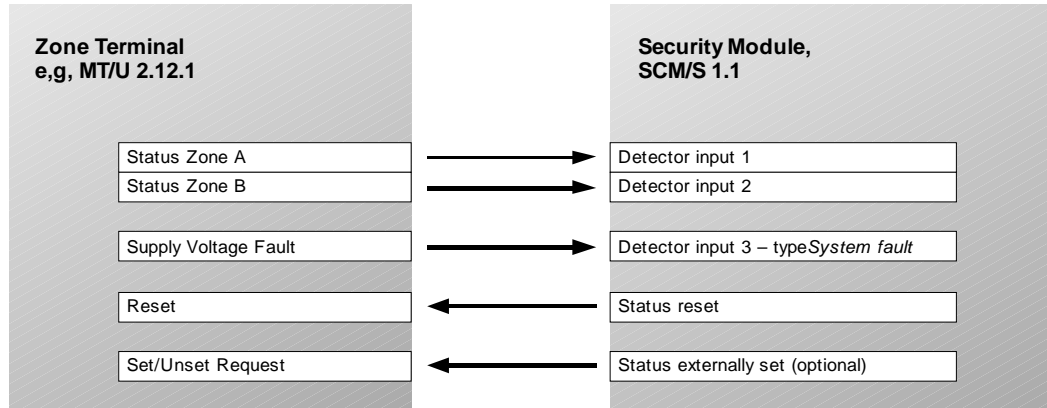 Zone Terminal
e,g, MT/U 2.12.1
Security Module,
SCM/S 1.1
Status Zone A
Detector input 1
Status Zone B
Detector input 2
Supply Voltage Fault
Detector input 3 – typeSystem fault
Reset
Status reset
Set/Unset Request
Status externally set (optional)